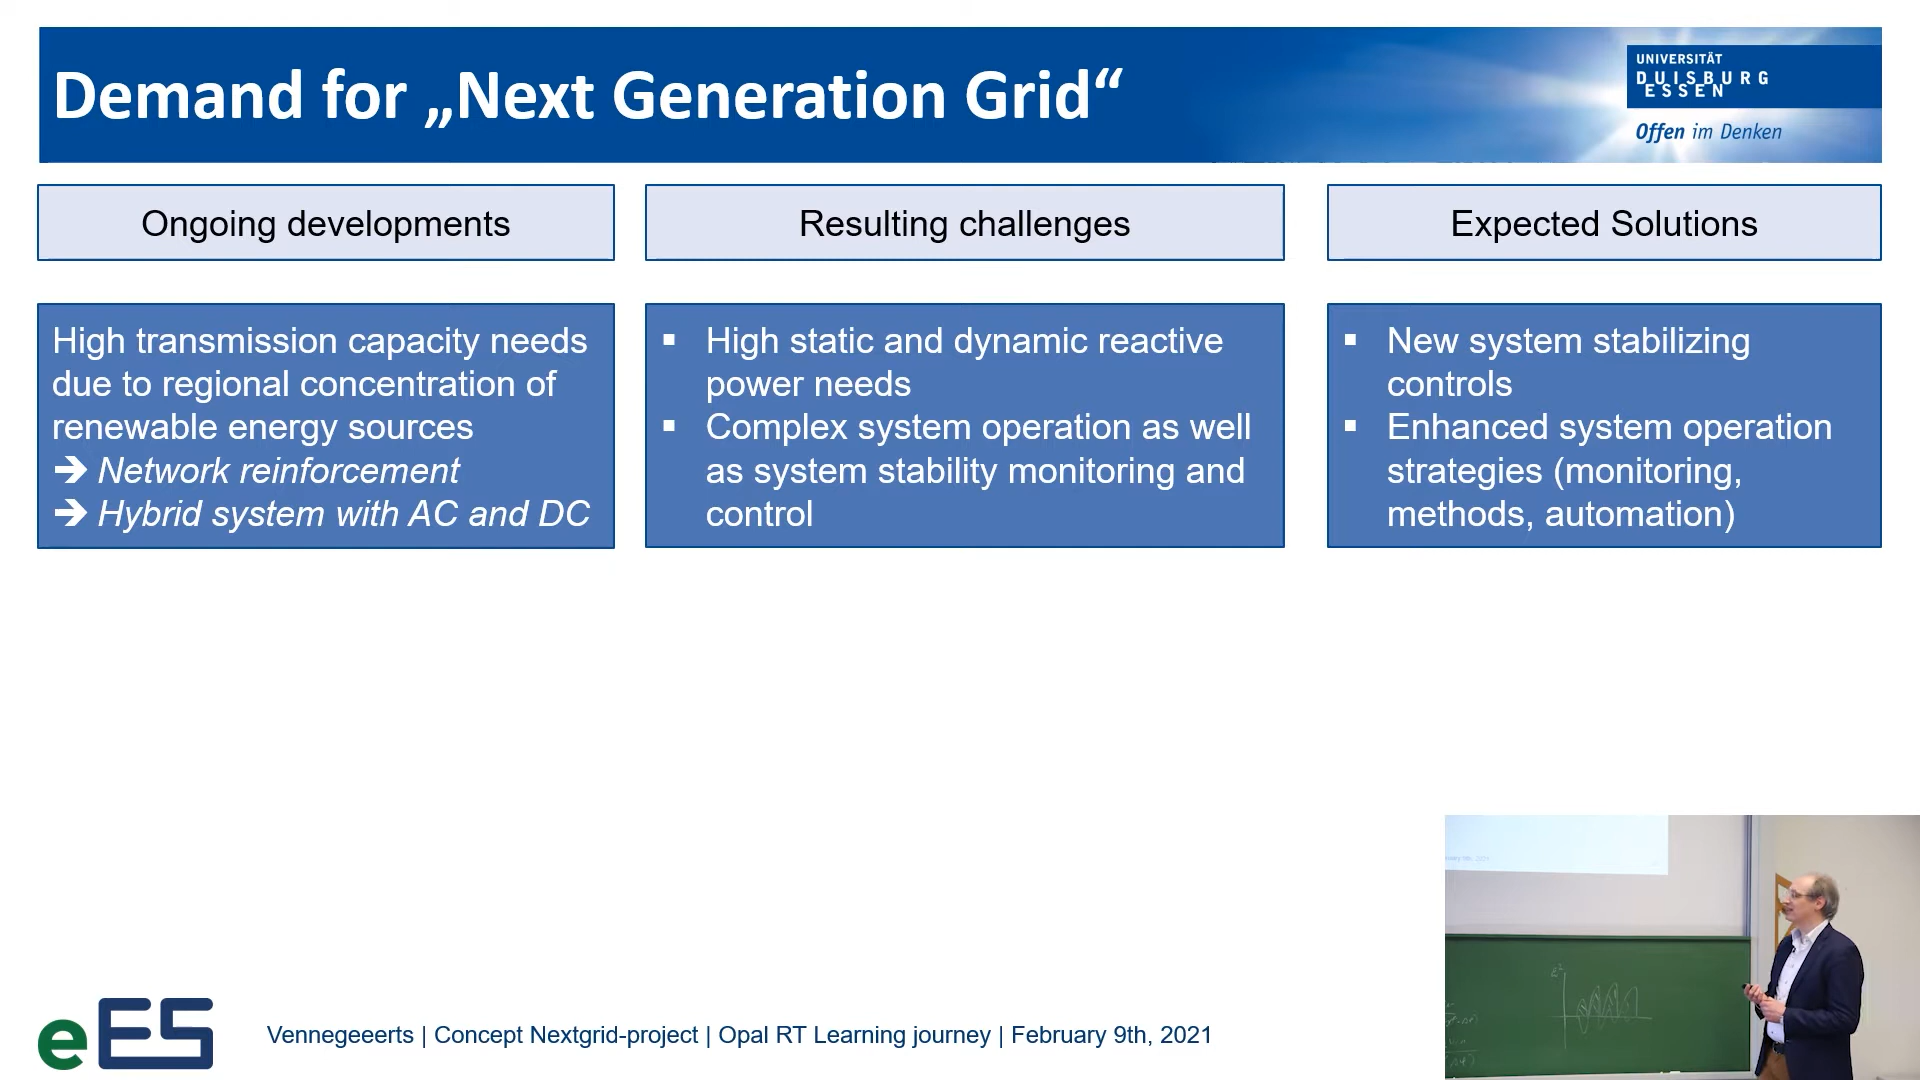 Demand for „Next Generation Grid“
UNIVERSITÄT
DUISBURG
ESSEN
Offen im Denken
Ongoing developments
Resulting challenges
Expected Solutions
High transmission capacity needs
due to regional concentration of
renewable energy sources
➔ Network reinforcement
➔ Hybrid system with AC and DC
▪ High static and dynamic reactive
power needs
▪ Complex system operation as well
as system stability monitoring and
control
▪ New system stabilizing
controls
▪ Enhanced system operation
strategies (monitoring,
methods, automation)
eES
Vennegeeerts | Concept Nextgrid-project | Opal RT Learning journey | February 9th, 2021